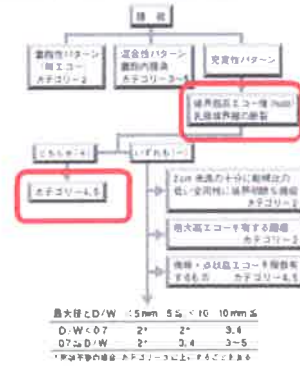 腫瘤
嚢胞性パターン
無エコー
カテゴリー2
混合性パターン
嚢胞内腫瘤
カテゴリー3~5
充実性パターン
境界部高エコー像(halo)
乳腺境界線の断裂
どちらか(+)
いずれも(-)
カテゴリー4,5
2cm 未満の十分に縦横比の
低い全周性に境界明瞭な腫瘤
カテゴリー2
粗大高エコーを有する腫瘤
カテゴリー2
微細・点状高エコーを複数有
するもの カテゴリー4,5
最大径とD/W <5mm 5≦ <10 10mm≦
D/W<0.7 2* 2* 3,4
0.7≦D/W 2* 3,4 3~5